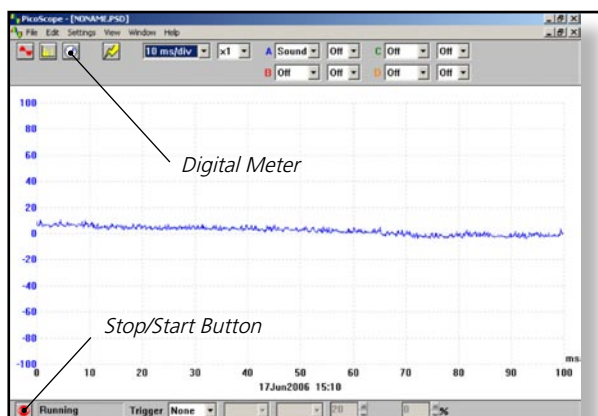 PicoScope - [NONAME.PSD]
File Edit Settings View Window Help
10 ms/div x1 A Sound Off C Off Off
B Off Off D Off Off
100
80
60
Digital Meter
40
20
0
-20
-40
-60
Stop/Start Button
-80
-100
ms
0 10 20 30 40 50 60 70 80 90 100
17Jun2006 15:10
Running Trigger None 20 0 %